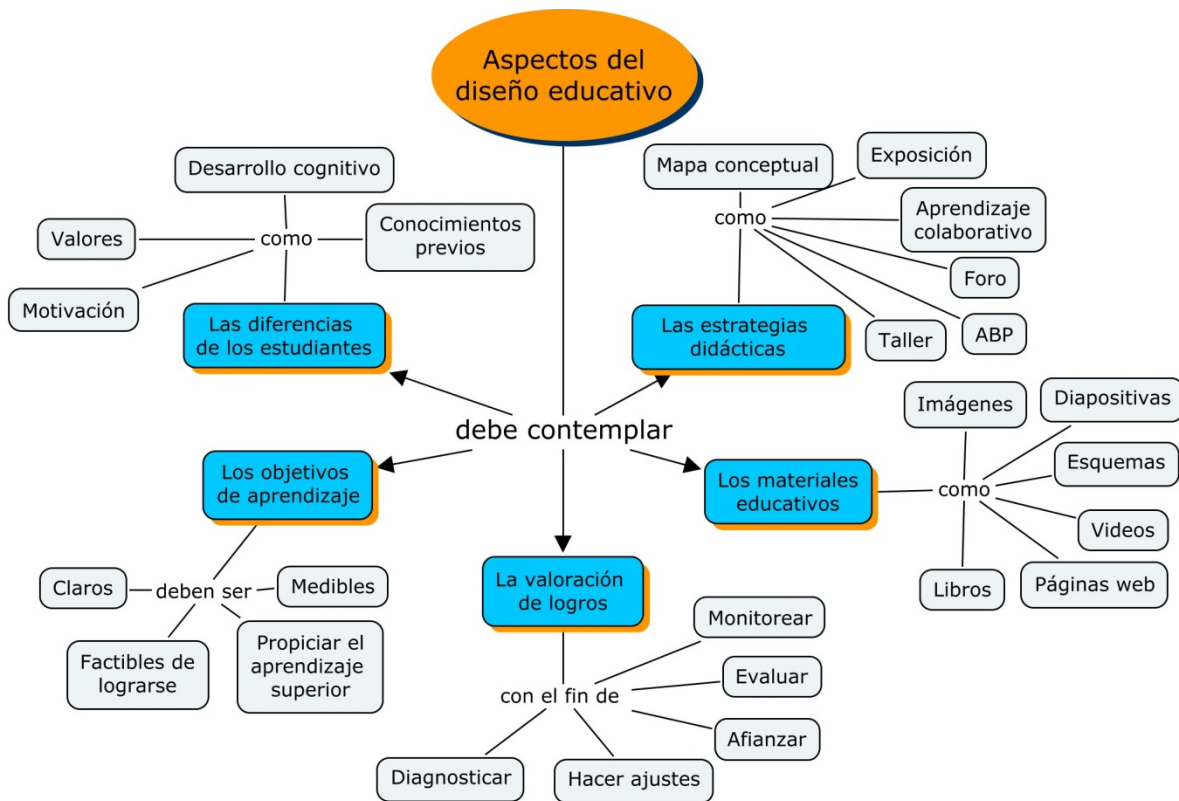 Aspectos del
diseño educativo
Desarrollo cognitivo
Valores
como
Conocimientos
previos
Motivación
Las diferencias
de los estudiantes
Mapa conceptual
Exposición
como
Aprendizaje
colaborativo
Foro
ABP
Taller
Las estrategias
didácticas
debe contemplar
Los objetivos
de aprendizaje
Claros
deben ser
Medibles
Factibles de
lograrse
Propiciar el
aprendizaje
superior
La valoración
de logros
con el fin de
Monitorear
Evaluar
Afianzar
Hacer ajustes
Diagnosticar
Los materiales
educativos
como
Imágenes
Diapositivas
Esquemas
Videos
Páginas web
Libros